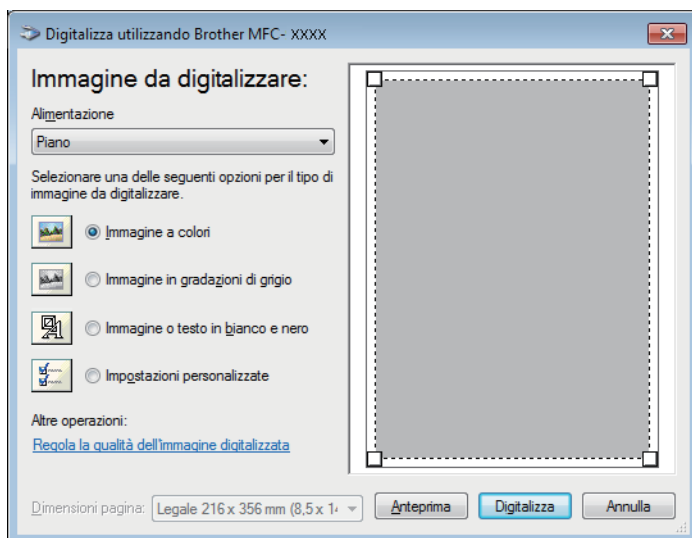 Digitalizza utilizzando Brother MFC- XXXX
Immagine da digitalizzare:
Alimentazione
Piano
Selezionare una delle seguenti opzioni per il tipo di
immagine da digitalizzare.
Immagine a colori
Immagine in gradazioni di grigio
Immagine o testo in bianco e nero
Impostazioni personalizzate
Altre operazioni:
Regola la qualità dell'immagine digitalizzata
Dimensioni pagina: Legale 216 x 356 mm (8,5 x 14 Anteprima Digitalizza Annulla